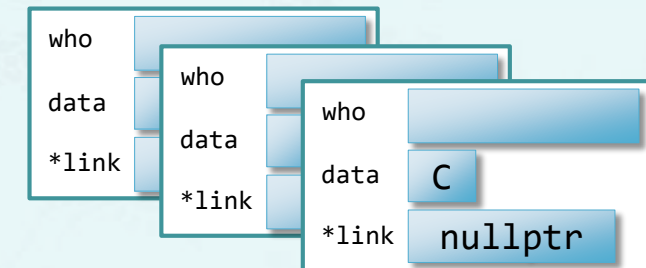 who
data
*link
who
data
*link
who
data C
*link nullptr